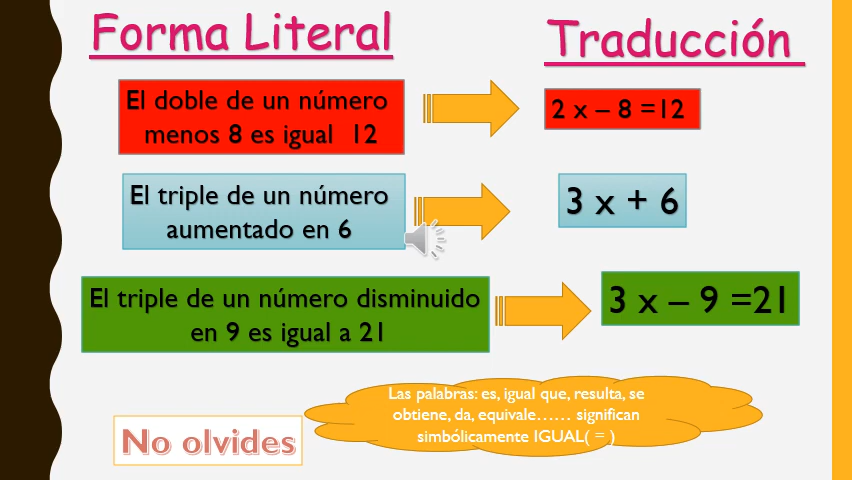 Forma Literal
Traducción
El doble de un número
menos 8 es igual 12
2 x – 8 =12
El triple de un número
aumentado en 6
3 x + 6
El triple de un número disminuido
en 9 es igual a 21
3 x – 9 =21
Las palabras: es, igual que, resulta, se
obtiene, da, equivale…… significan
simbólicamente IGUAL( = )
No olvides